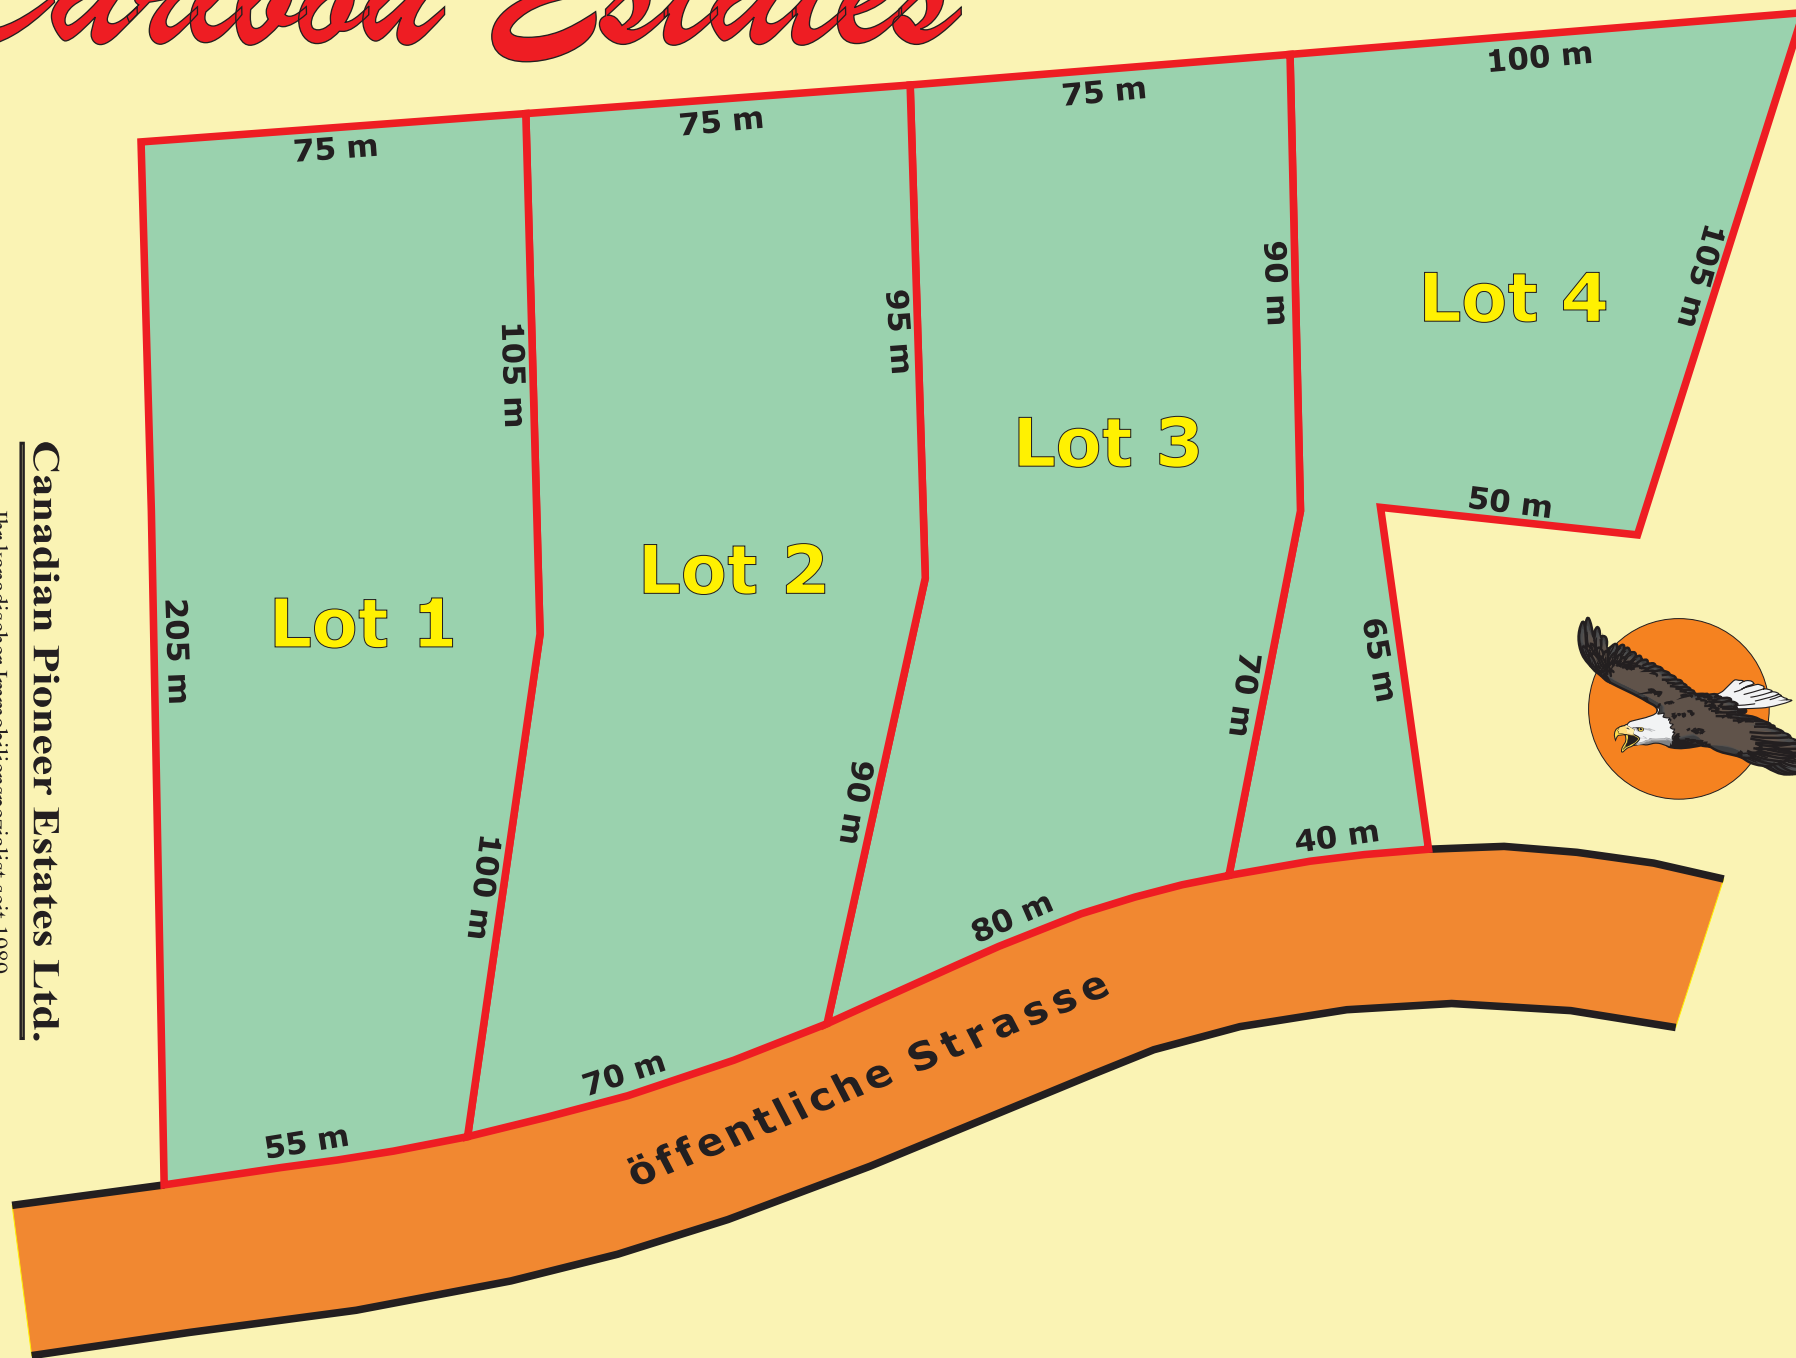 Estates
75 m
75 m
75 m
100 m
105 m
95 m
90 m
105 m
Lot 1
Lot 2
Lot 3
Lot 4
50 m
205 m
100 m
90 m
70 m
65 m
55 m
70 m
80 m
40 m
öffentliche Strasse
Canadian Pioneer Estates Ltd.